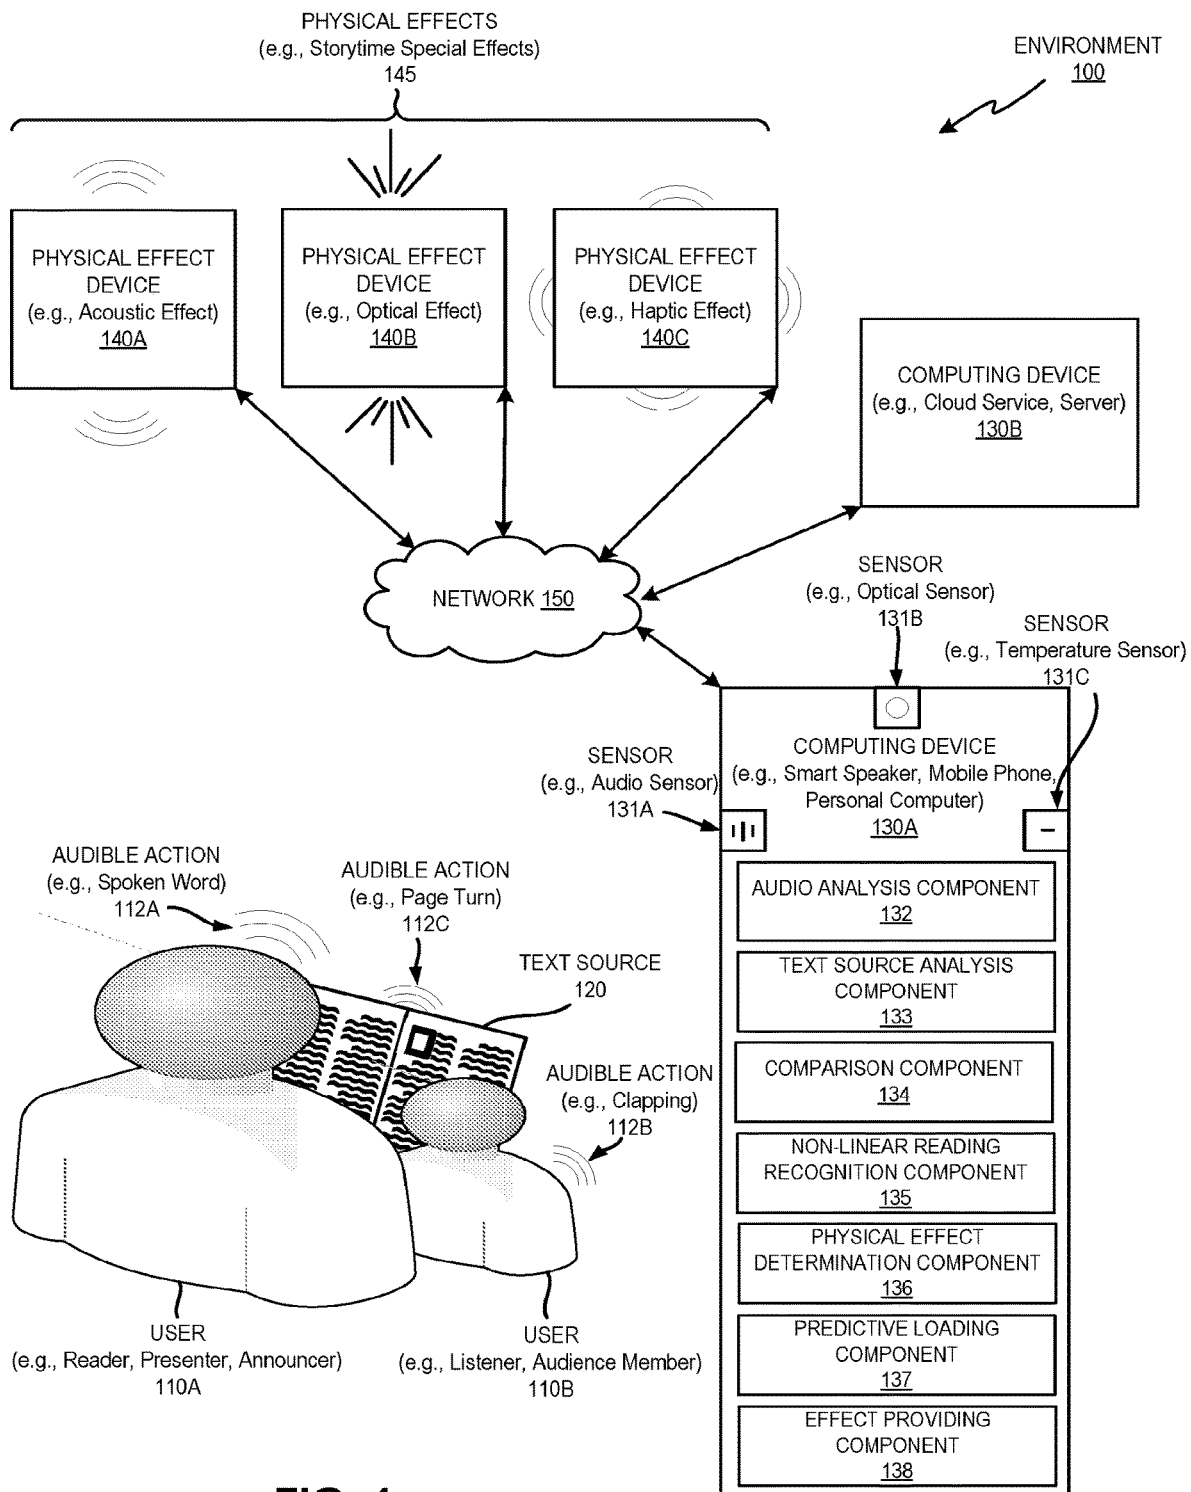 PHYSICAL EFFECTS
(e.g., Storytime Special Effects)
145
ENVIRONMENT
100
PHYSICAL EFFECT
DEVICE
(e.g., Acoustic Effect)
140A
PHYSICAL EFFECT
DEVICE
(e.g., Optical Effect)
140B
PHYSICAL EFFECT
DEVICE
(e.g., Haptic Effect)
140C
COMPUTING DEVICE
(e.g., Cloud Service, Server)
130B
NETWORK 150
SENSOR
(e.g., Optical Sensor)
131B
SENSOR
(e.g., Temperature Sensor)
131C
SENSOR
(e.g., Audio Sensor)
131A
COMPUTING DEVICE
(e.g., Smart Speaker, Mobile Phone,
Personal Computer)
130A
AUDIO ANALYSIS COMPONENT
132
TEXT SOURCE ANALYSIS
COMPONENT
133
COMPARISON COMPONENT
134
NON-LINEAR READING
RECOGNITION COMPONENT
135
PHYSICAL EFFECT
DETERMINATION COMPONENT
136
PREDICTIVE LOADING
COMPONENT
137
EFFECT PROVIDING
COMPONENT
138
AUDIBLE ACTION
(e.g., Spoken Word)
112A
AUDIBLE ACTION
(e.g., Page Turn)
112C
TEXT SOURCE
120
AUDIBLE ACTION
(e.g., Clapping)
112B
USER
(e.g., Reader, Presenter, Announcer)
110A
USER
(e.g., Listener, Audience Member)
110B